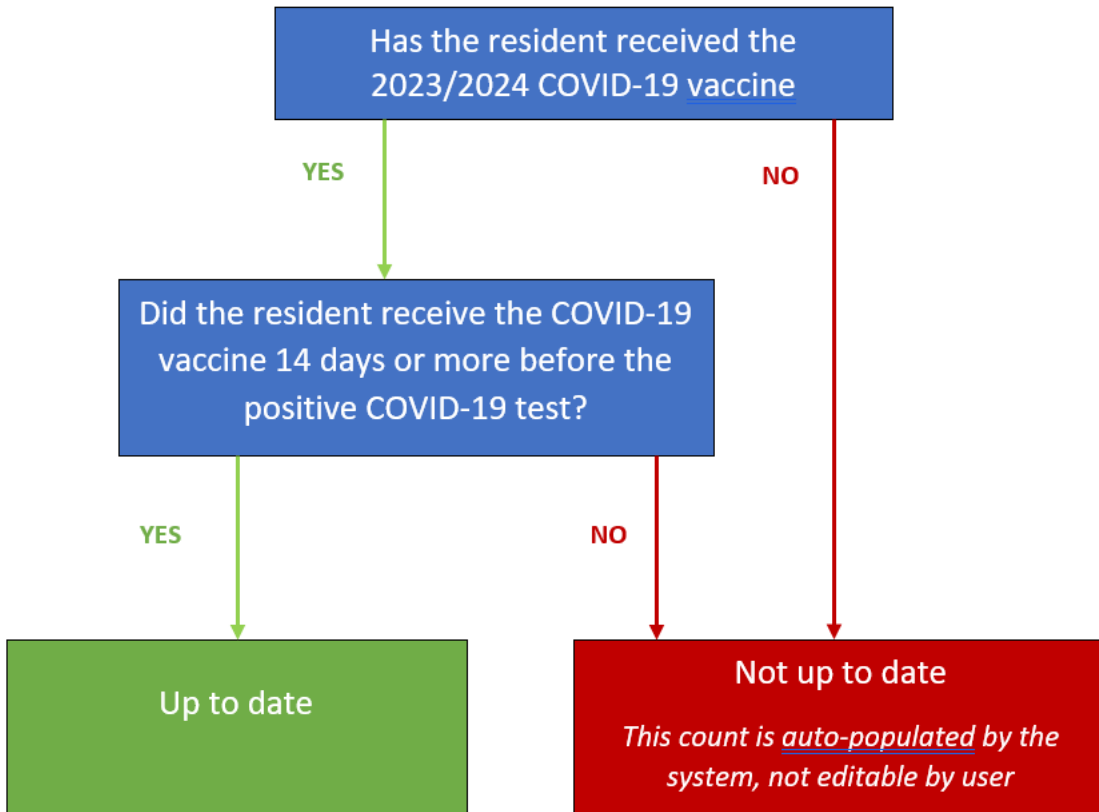 Has the resident received the
2023/2024 COVID-19 vaccine
YES
NO
Did the resident receive the COVID-19
vaccine 14 days or more before the
positive COVID-19 test?
YES
NO
Up to date
Not up to date
This count is auto-populated by the
system, not editable by user